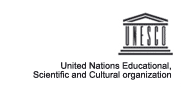 UNESCO
United Nations Educational,
Scientific and Cultural organization